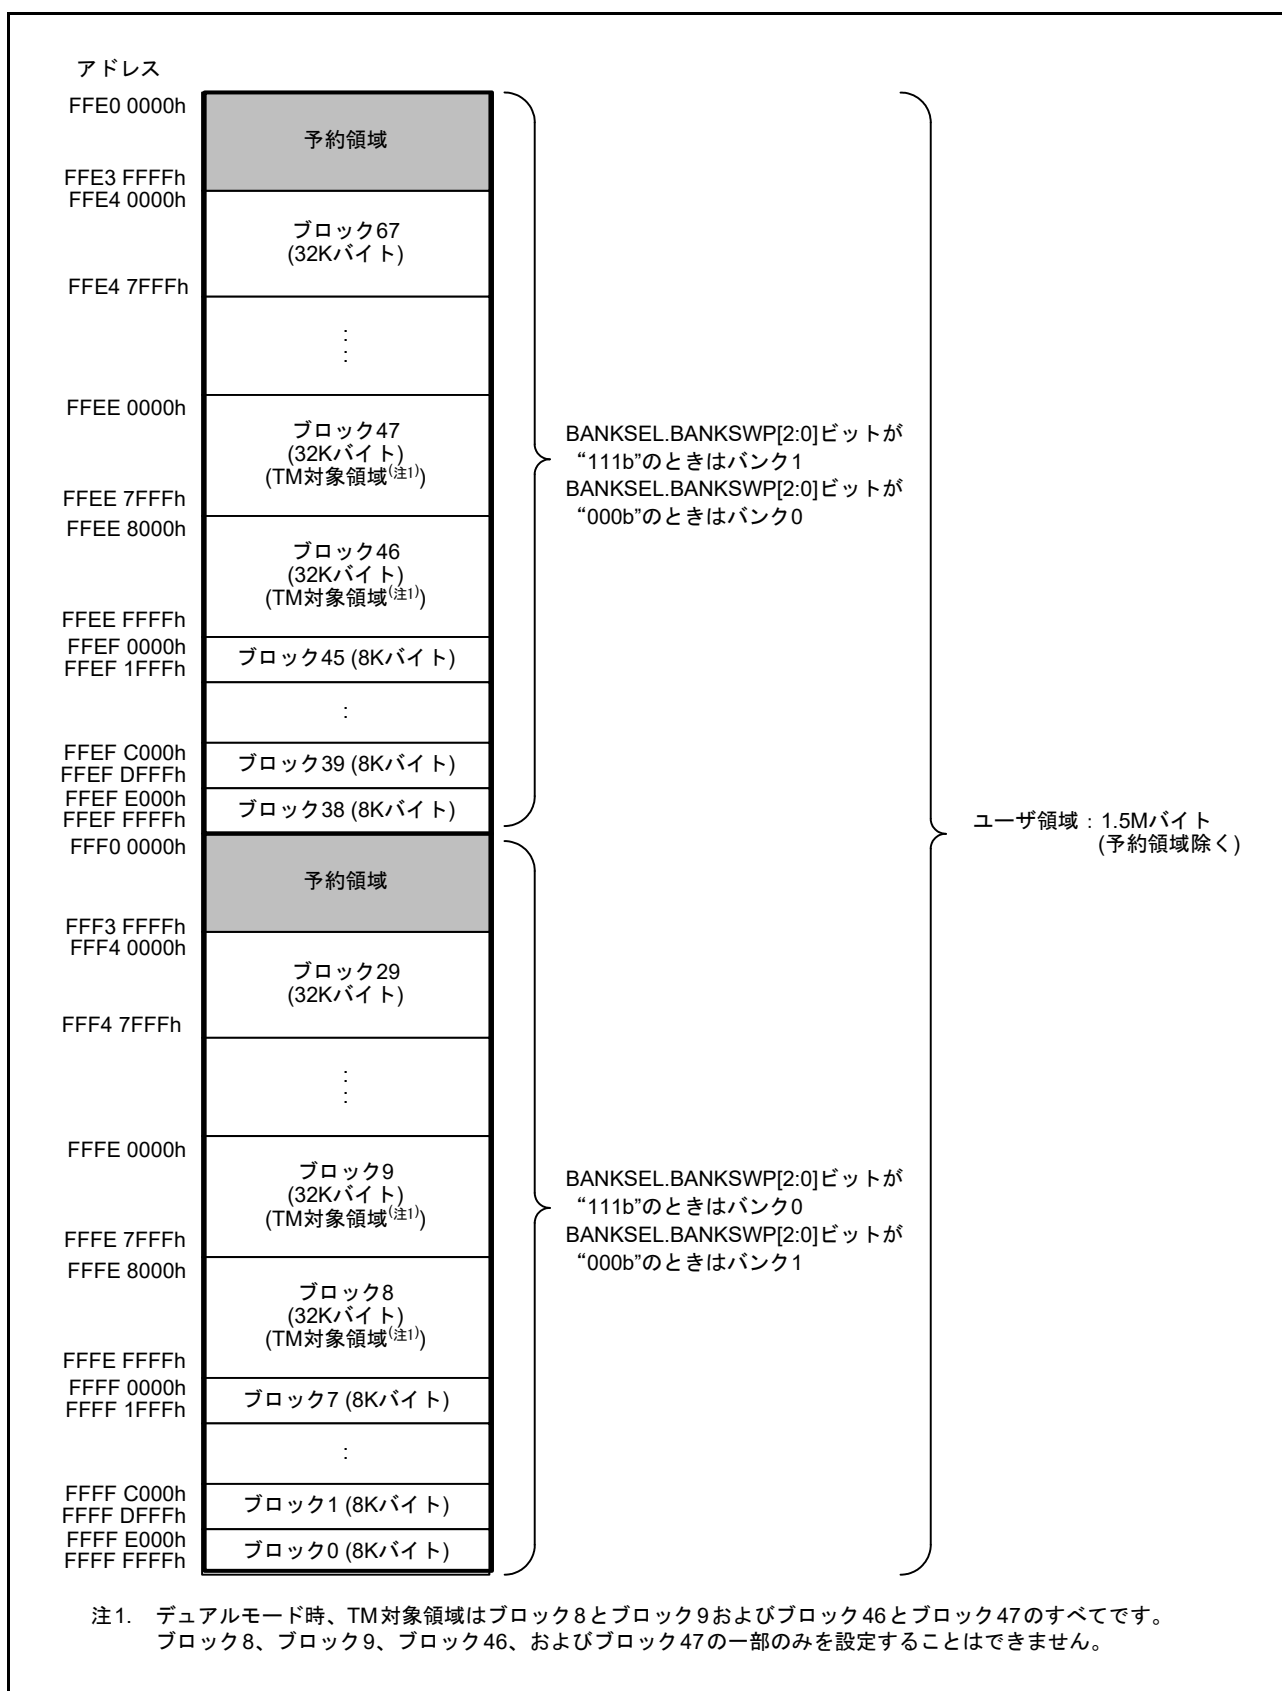 アドレス
FFE0 0000h
予約領域
FFE3 FFFFh
FFE4 0000h
ブロック67
(32Kバイト)
FFE4 7FFFh
:
:
FFEE 0000h
ブロック47
(32Kバイト)
(TM対象領域(注1))
FFEE 7FFFh
FFEE 8000h
ブロック46
(32Kバイト)
(TM対象領域(注1))
FFEE FFFFh
FFEF 0000h
FFEF 1FFFh
ブロック45 (8Kバイト)
:
FFEF C000h
FFEF DFFFh
ブロック39 (8Kバイト)
FFEF E000h
FFEF FFFFh
ブロック38 (8Kバイト)
BANKSEL.BANKSWP[2:0]ビットが
“111b”のときはバンク1
BANKSEL.BANKSWP[2:0]ビットが
“000b”のときはバンク0
FFF0 0000h
予約領域
FFF3 FFFFh
FFF4 0000h
ブロック29
(32Kバイト)
FFF4 7FFFh
:
:
FFFE 0000h
ブロック9
(32Kバイト)
(TM対象領域(注1))
FFFE 7FFFh
FFFE 8000h
ブロック8
(32Kバイト)
(TM対象領域(注1))
FFFE FFFFh
FFFF 0000h
FFFF 1FFFh
ブロック7 (8Kバイト)
:
FFFF C000h
FFFF DFFFh
ブロック1 (8Kバイト)
FFFF E000h
FFFF FFFFh
ブロック0 (8Kバイト)
BANKSEL.BANKSWP[2:0]ビットが
“111b”のときはバンク0
BANKSEL.BANKSWP[2:0]ビットが
“000b”のときはバンク1
ユーザ領域：1.5Mバイト
(予約領域除く)
注1. デュアルモード時、TM対象領域はブロック8とブロック9およびブロック46とブロック47のすべてです。
ブロック8、ブロック9、ブロック46、およびブロック47の一部のみを設定することはできません。